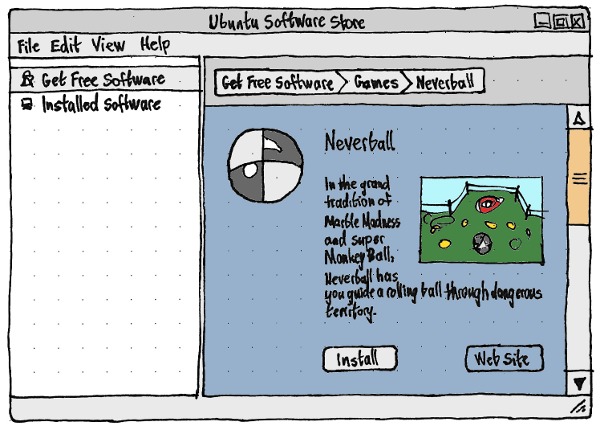 Ubuntu Software Store
File Edit View Help
Get Free Software
Installed Software
Get Free Software Games Neverball
Neverball
In the grand
tradition of
Marble Madness
and super
Monkey Ball,
Neverball has
you guide a rolling ball through dangerous
territory.
Install
Web Site